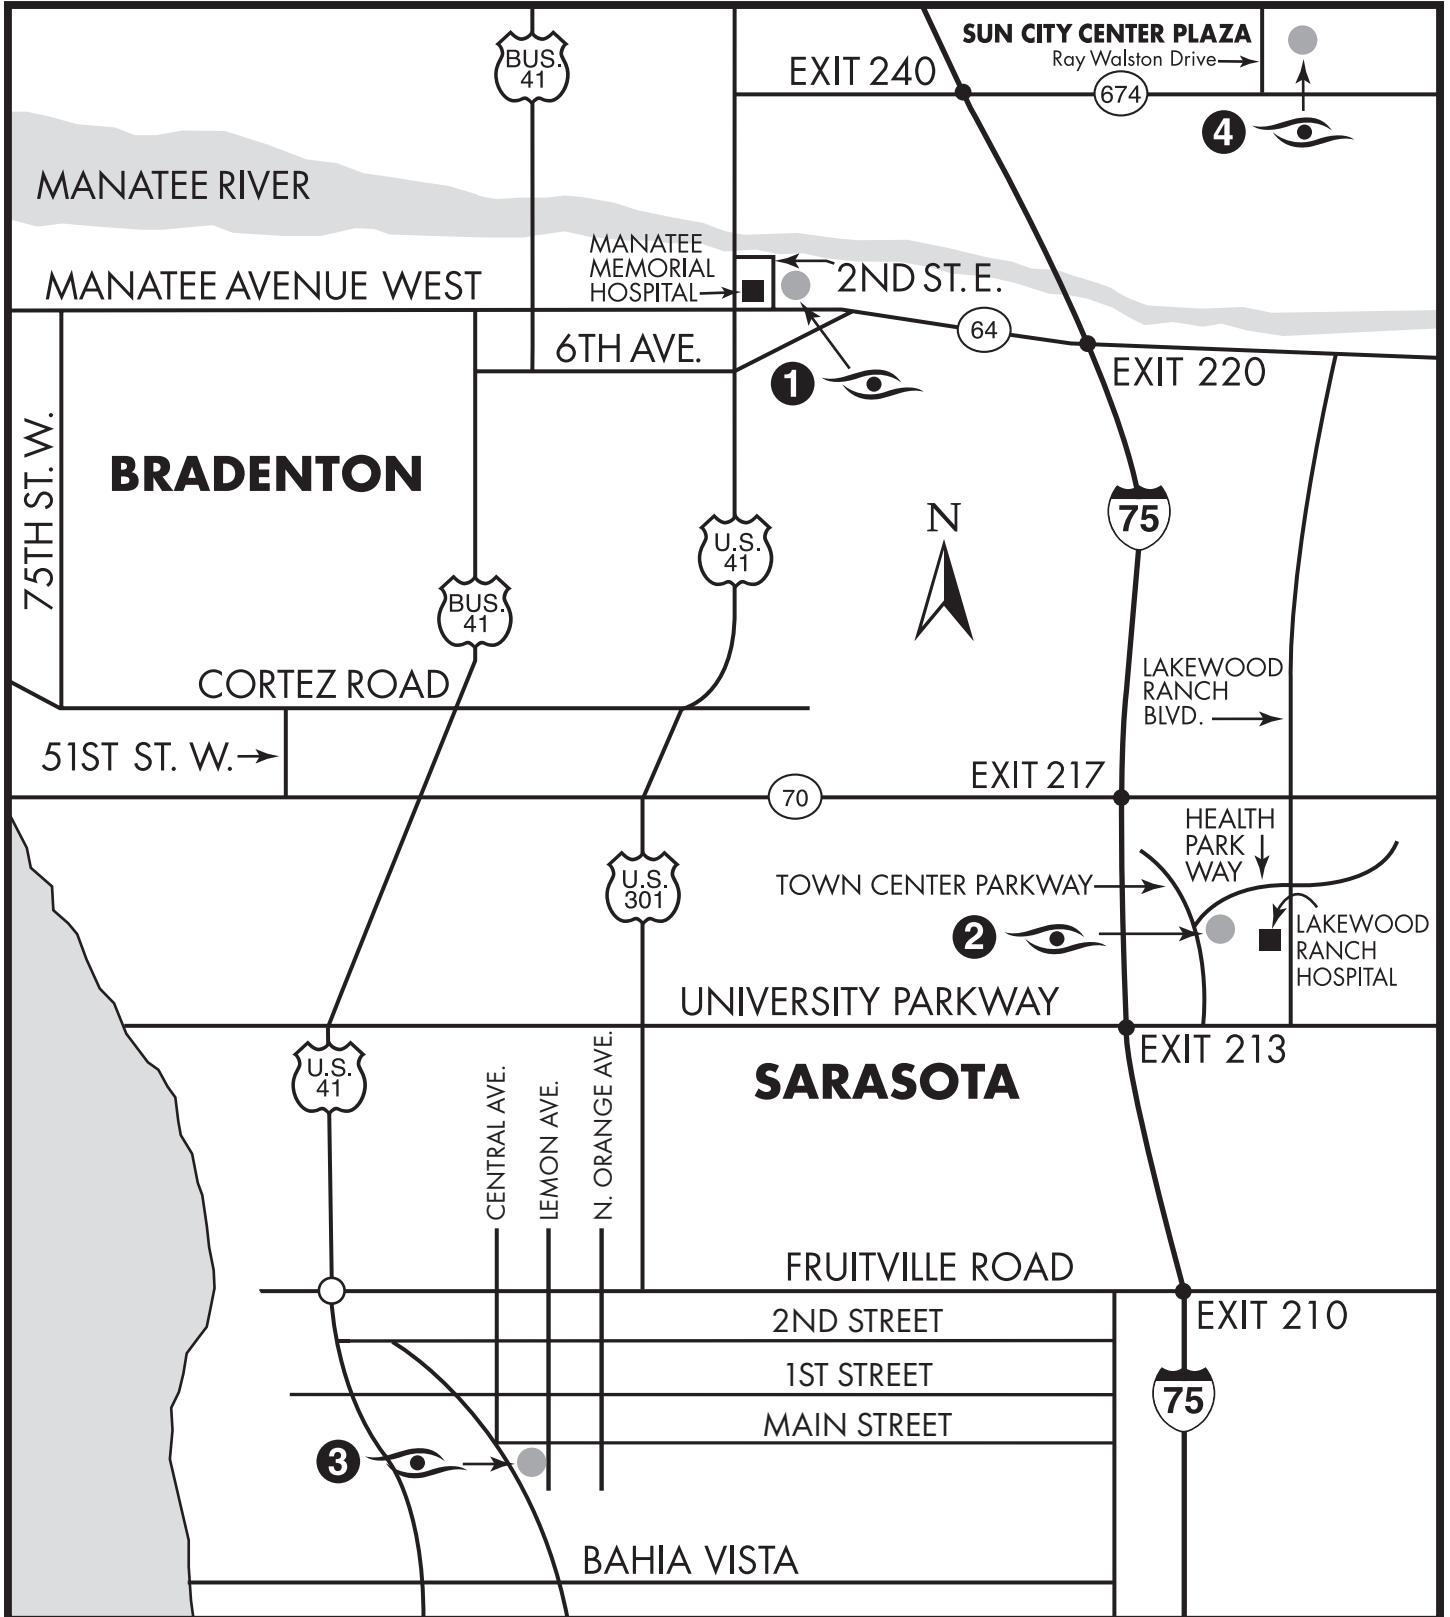 BUS.
41
EXIT 240
SUN CITY CENTER PLAZA
Ray Walston Drive
674
4
MANATEE RIVER
MANATEE
MEMORIAL
HOSPITAL
2ND ST. E.
MANATEE AVENUE WEST
6TH AVE.
64
EXIT 220
1
75TH ST. W.
BRADENTON
N
75
U.S.
41
BUS.
41
CORTEZ ROAD
LAKEWOOD
RANCH
BLVD.
51ST ST. W.
EXIT 217
70
HEALTH
PARK
WAY
U.S.
301
TOWN CENTER PARKWAY
2
LAKEWOOD
RANCH
HOSPITAL
UNIVERSITY PARKWAY
EXIT 213
U.S.
41
SARASOTA
CENTRAL AVE.
LEMON AVE.
N. ORANGE AVE.
FRUITVILLE ROAD
EXIT 210
2ND STREET
1ST STREET
75
MAIN STREET
3
BAHIA VISTA